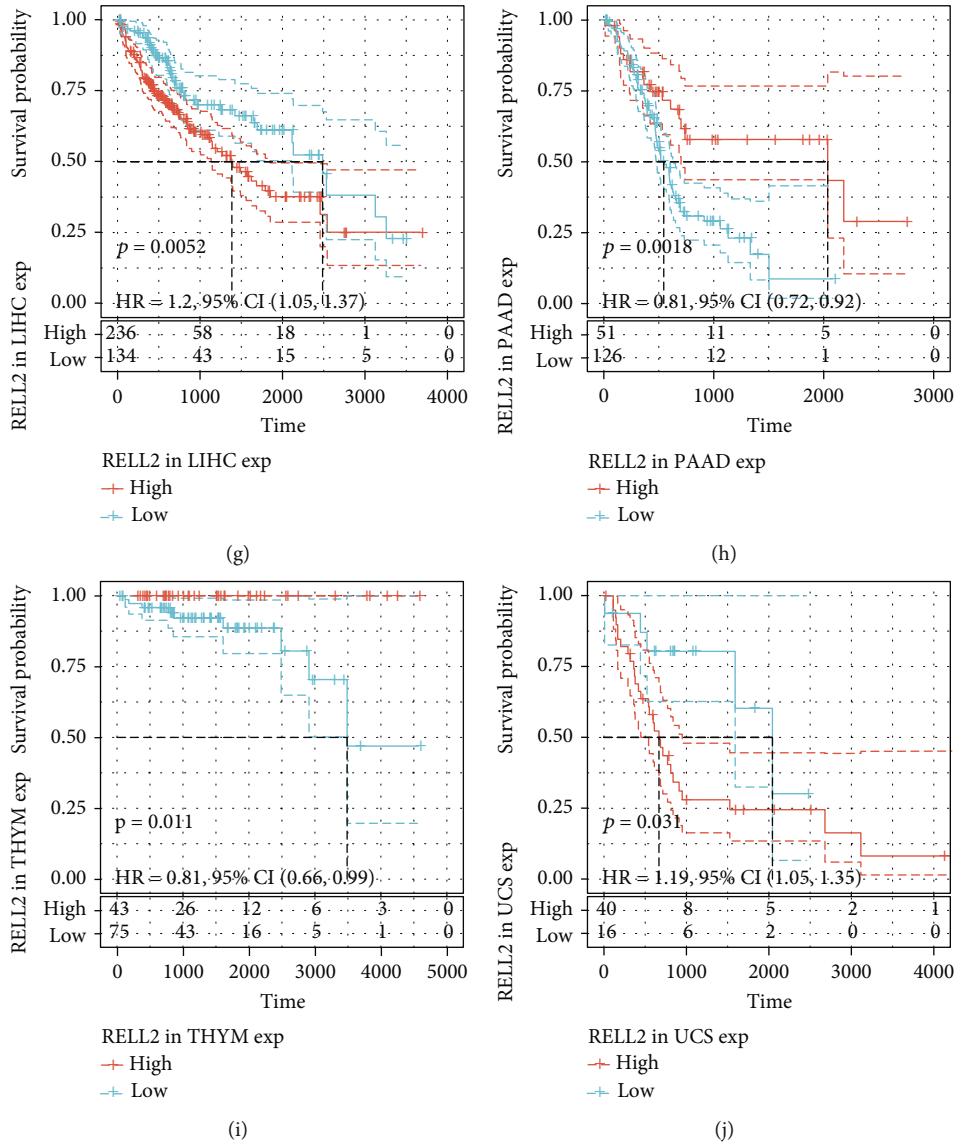 1.00
0.75
0.50
0.25
0.00
Survival probability
p = 0.0052
HR = 1.2, 95% CI (1.05, 1.37)
RELL2 in LIHC exp
High 236 58 18 1 0
Low 134 43 15 5 0
0 1000 2000 3000 4000
Time
RELL2 in LIHC exp
High
Low
(g)
1.00
0.75
0.50
0.25
0.00
Survival probability
p = 0.0018
HR = 0.81, 95% CI (0.72, 0.92)
RELL2 in PAAD exp
High 51 11 5 0
Low 126 12 1 0
0 1000 2000 3000
Time
RELL2 in PAAD exp
High
Low
(h)
1.00
0.75
0.50
0.25
0.00
Survival probability
p = 0.011
HR = 0.81, 95% CI (0.66, 0.99)
RELL2 in THYM exp
High 43 26 12 6 3 0
Low 75 43 16 5 1 0
0 1000 2000 3000 4000 5000
Time
RELL2 in THYM exp
High
Low
(i)
1.00
0.75
0.50
0.25
0.00
Survival probability
p = 0.031
HR = 1.19, 95% CI (1.05, 1.35)
RELL2 in UCS exp
High 40 8 5 2 1
Low 16 6 2 0 0
0 1000 2000 3000 4000
Time
RELL2 in UCS exp
High
Low
(j)